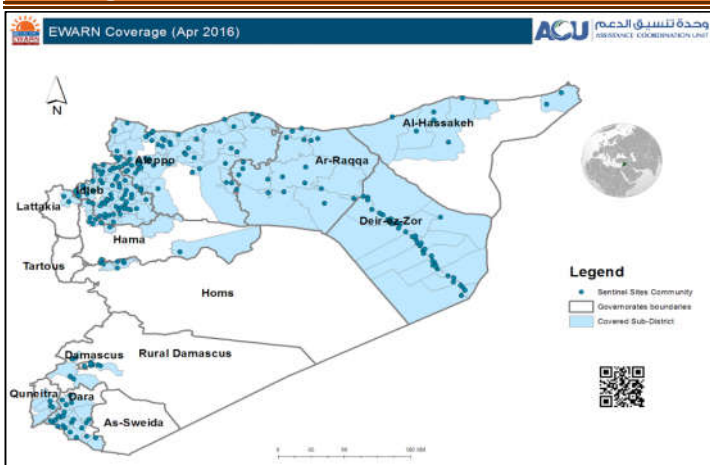 EWARN Coverage (Apr 2016)
ACU
وحدة تنسيق الدعم
ASSISTANCE COORDINATION UNIT
EWARN
N
Al-Hassakeh
Aleppo
Ar-Raqqa
Idleb
Lattakia
Deir-ez-Zor
Hama
Tartous
Homs
Legend
Sentinel Sites Community
Governorates boundaries
Covered Sub-District
Damascus
Rural Damascus
Quneitra
Dara
As-Sweida
0